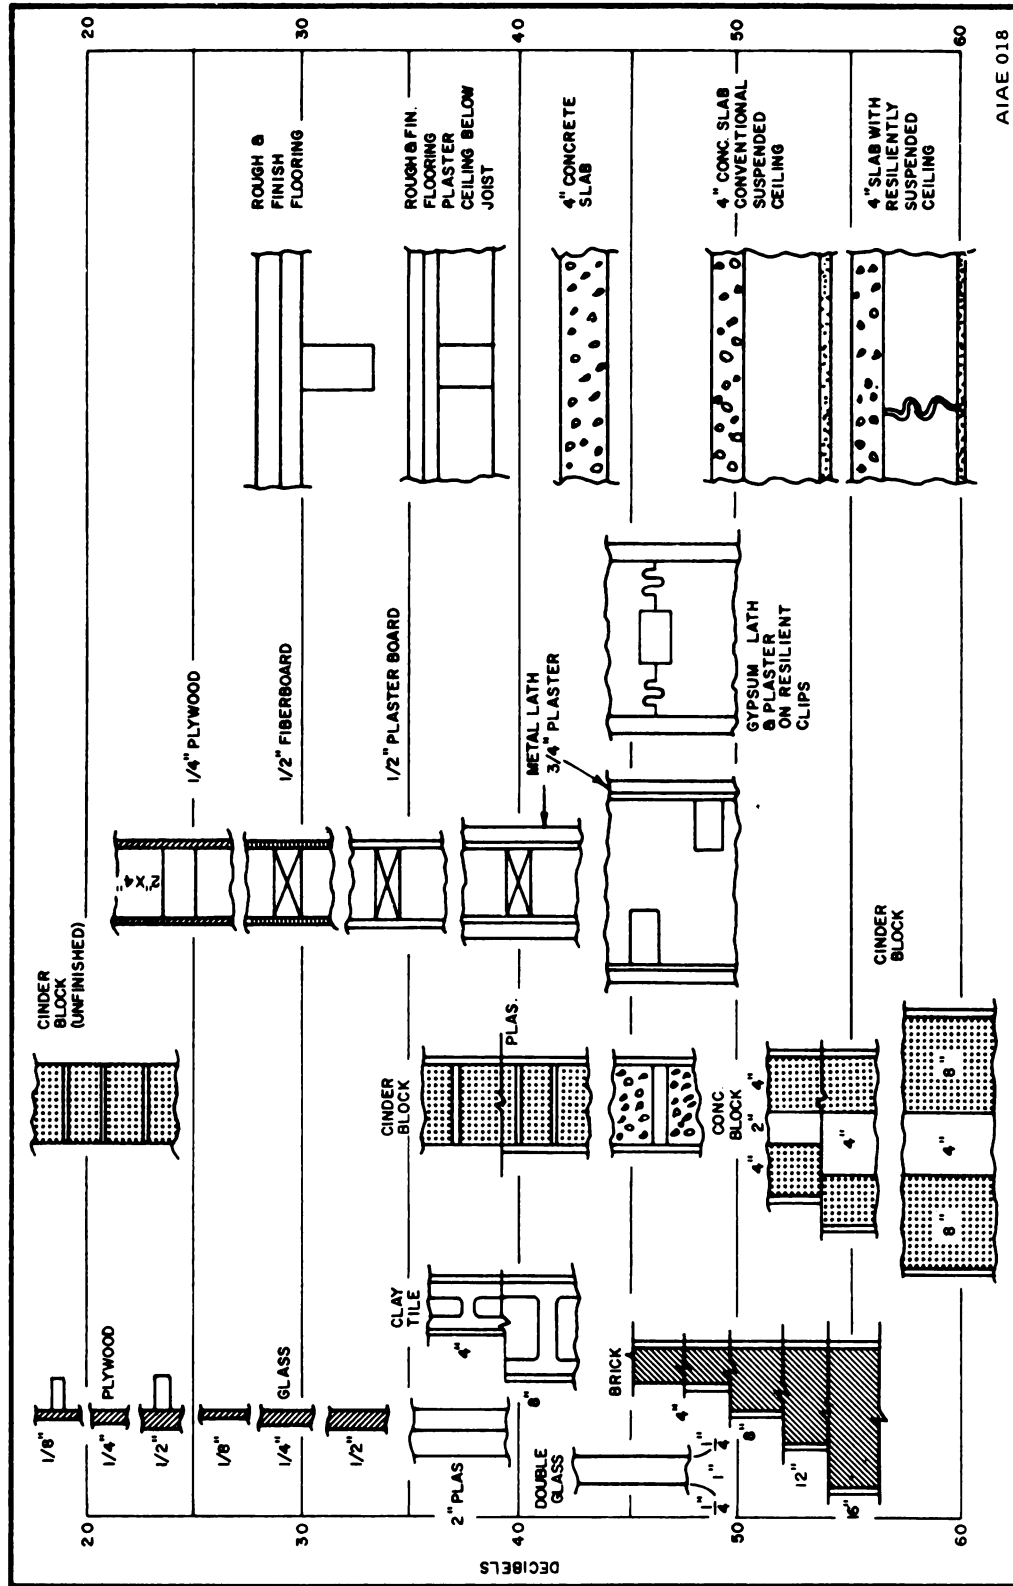 20
30
40
50
60
DECIBELS
1/8"
1/4"
1/2"
PLYWOOD
1/8"
1/4"
1/2"
GLASS
2" PLAS
CLAY
TILE
4"
8"
DOUBLE
GLASS
1"
4
1"
1"
4
BRICK
4"
8"
12"
16"
CINDER
BLOCK
(UNFINISHED)
CINDER
BLOCK
PLAS.
CONC.
BLOCK
4"
2"
4"
4"
8"
4"
8"
CINDER
BLOCK
2"X4"
1/4" PLYWOOD
1/2" FIBERBOARD
1/2" PLASTER BOARD
METAL LATH
3/4" PLASTER
GYPSUM LATH
& PLASTER
ON RESILIENT
CLIPS
ROUGH &
FINISH
FLOORING
ROUGH & FIN.
FLOORING
PLASTER
CEILING BELOW
JOIST
4" CONCRETE
SLAB
4" CONC. SLAB
CONVENTIONAL
SUSPENDED
CEILING
4" SLAB WITH
RESILIENTLY
SUSPENDED
CEILING
20
30
40
50
60
AIAE 018